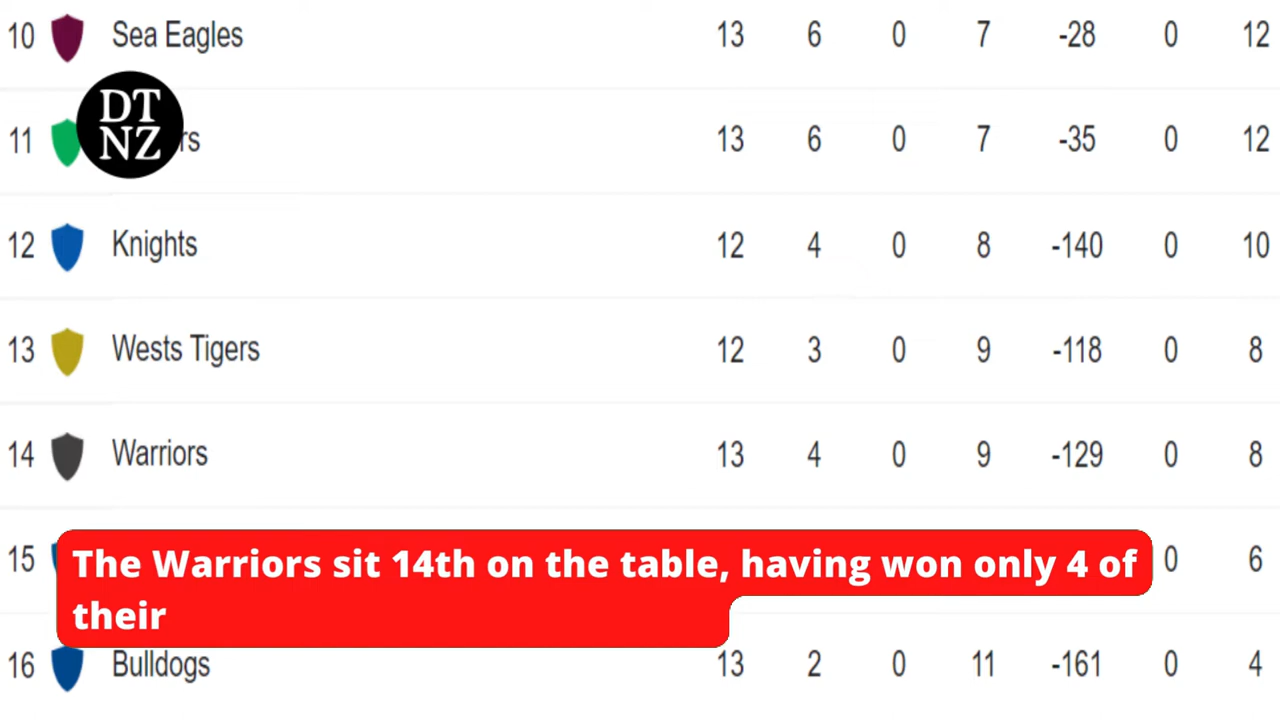 10 Sea Eagles 13 6 0 7 -28 0 12
DT
NZ
11 rs 13 6 0 7 -35 0 12
12 Knights 12 4 0 8 -140 0 10
13 Wests Tigers 12 3 0 9 -118 0 8
14 Warriors 13 4 0 9 -129 0 8
15 0 6
The Warriors sit 14th on the table, having won only 4 of
their
16 Bulldogs 13 2 0 11 -161 0 4